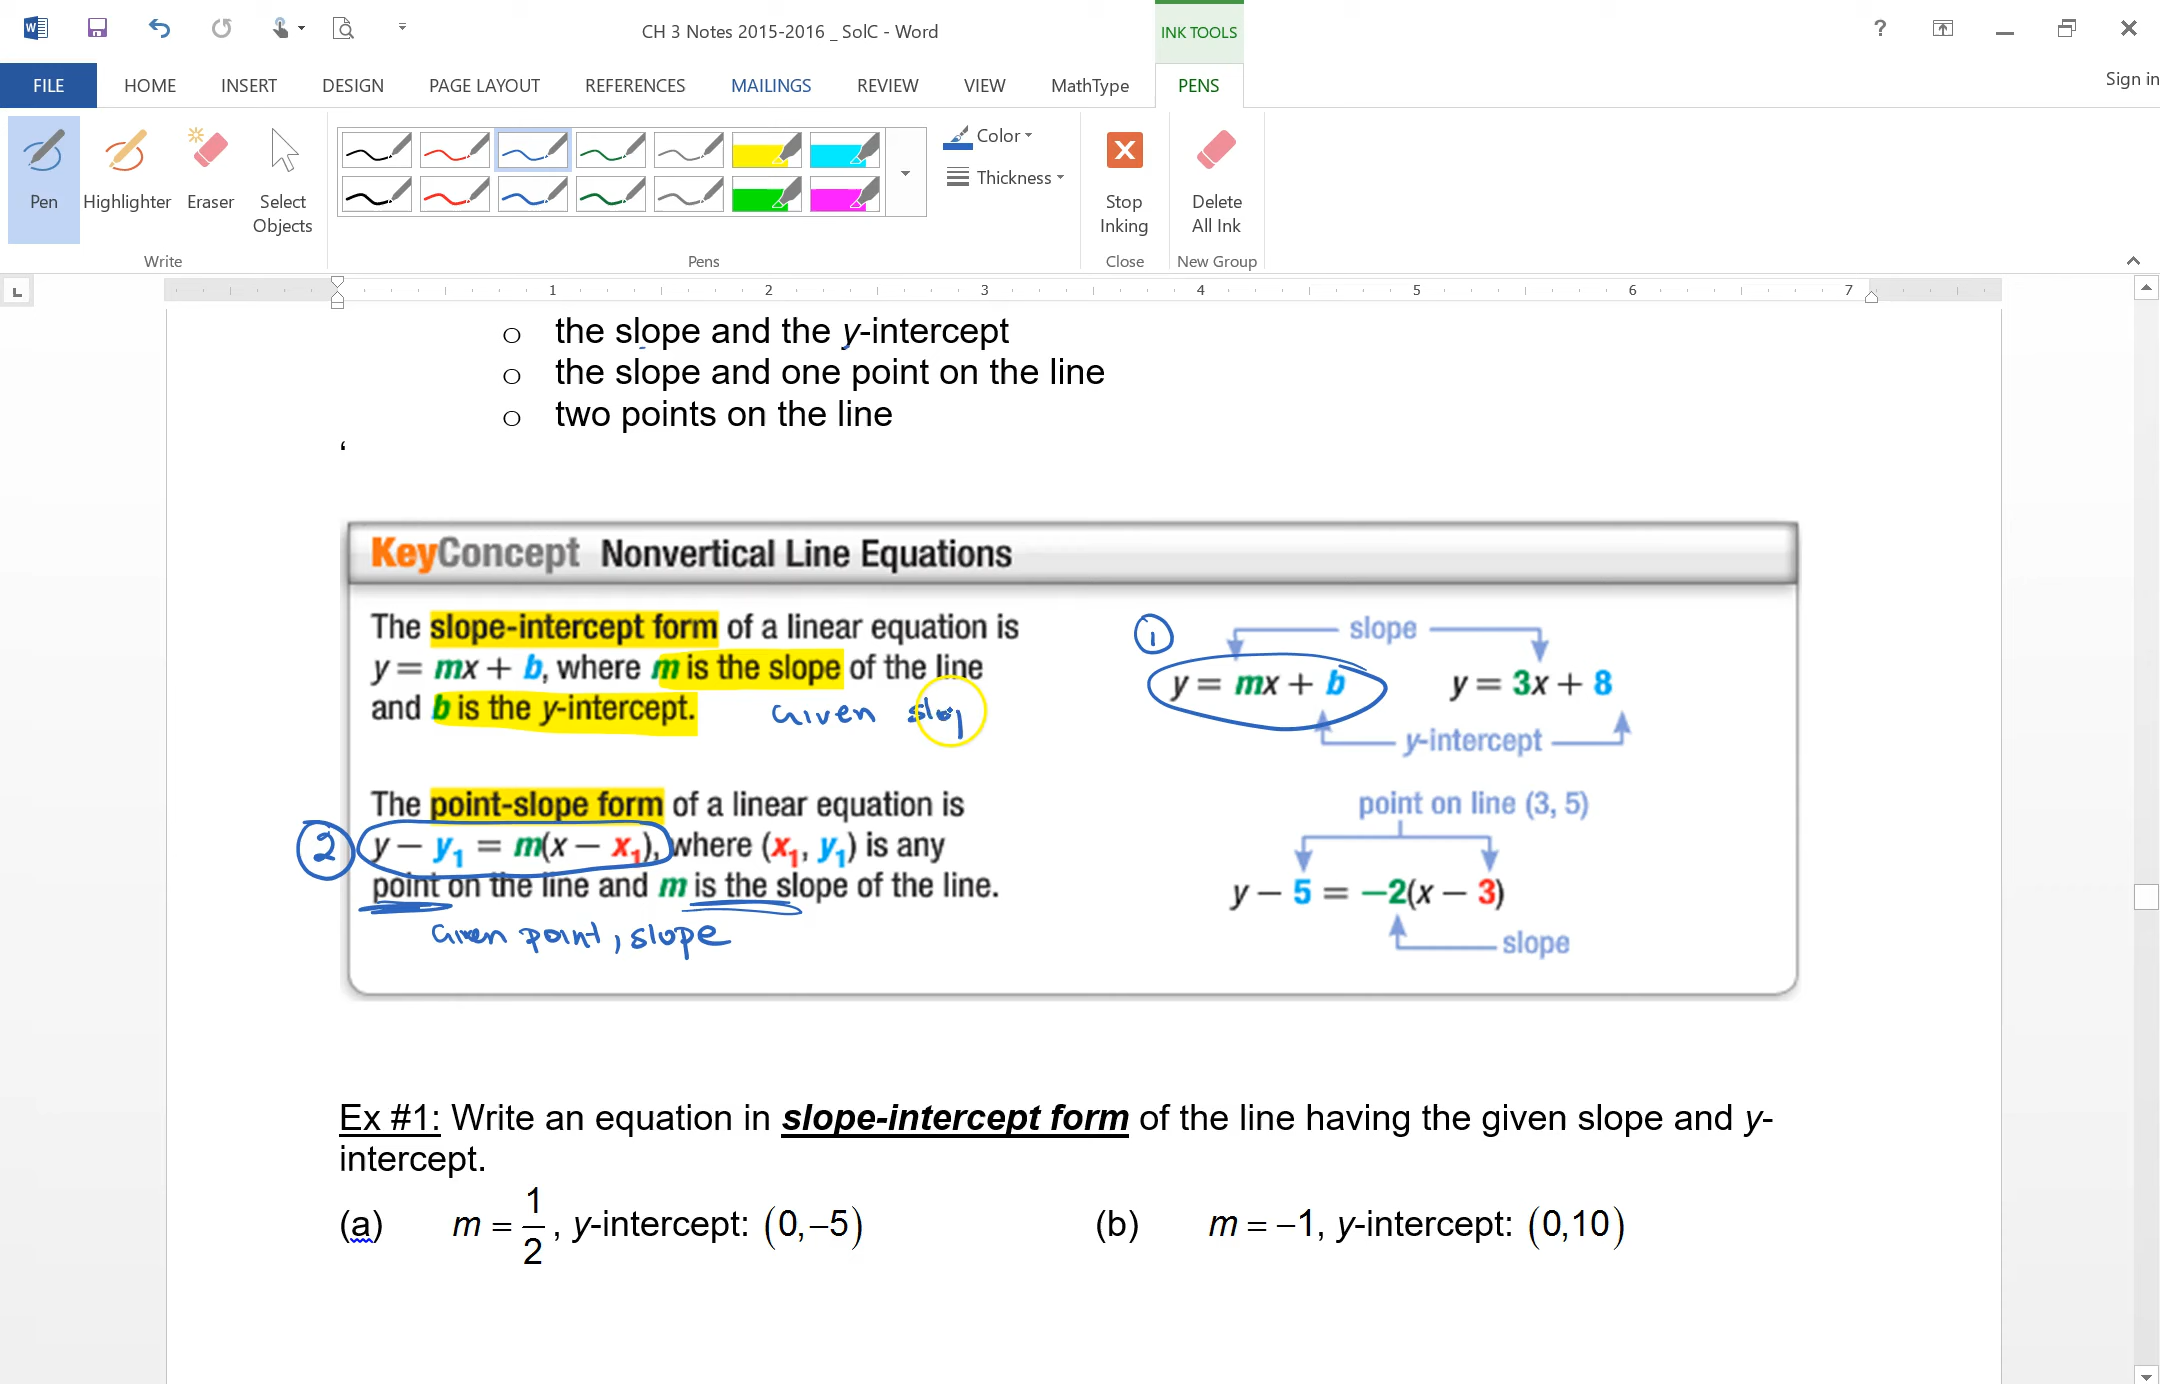 CH 3 Notes 2015-2016 _ SolC - Word
INK TOOLS
?
FILE HOME INSERT DESIGN PAGE LAYOUT REFERENCES MAILINGS REVIEW VIEW MathType PENS
Sign in
Pen Highlighter Eraser Select Objects
Color
Thickness
Stop Inking
Delete All Ink
Write Pens Close New Group
L 1 2 3 4 5 6 7
o the slope and the y-intercept
o the slope and one point on the line
o two points on the line
‘
KeyConcept Nonvertical Line Equations
The slope-intercept form of a linear equation is
y = mx + b, where m is the slope of the line
and b is the y-intercept. Given slop
1
slope
y = mx + b y = 3x + 8
y-intercept
The point-slope form of a linear equation is
2 y − y₁ = m(x − x₁), where (x₁, y₁) is any
point on the line and m is the slope of the line.
Given point, slope
point on line (3, 5)
y − 5 = −2(x − 3)
slope
Ex #1: Write an equation in slope-intercept form of the line having the given slope and y-
intercept.
(a) m = 1/2, y-intercept: (0,−5) (b) m = −1, y-intercept: (0,10)